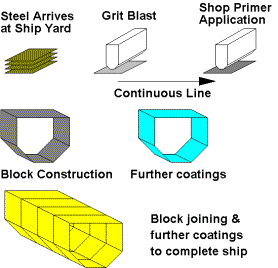 Steel Arrives
at Ship Yard
Grit Blast
Shop Primer
Application
Continuous Line
Block Construction
Further coatings
Block joining &
further coatings
to complete ship